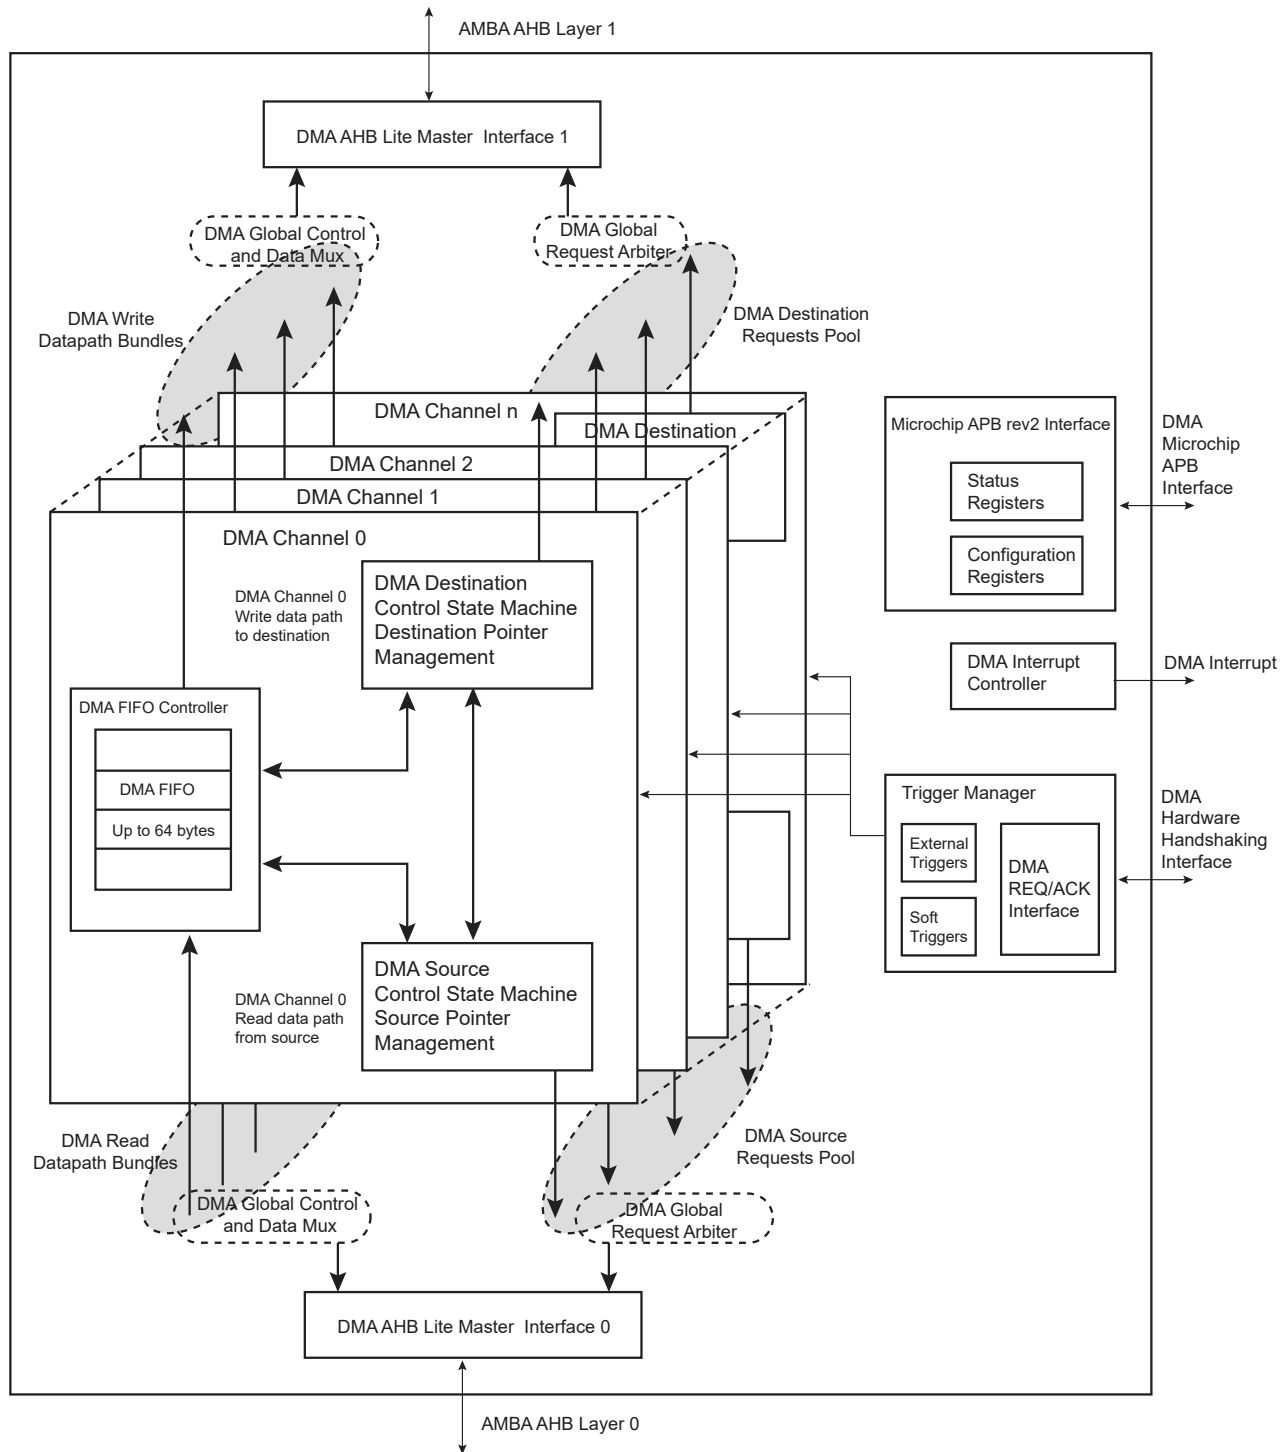 AMBA AHB Layer 1
DMA AHB Lite Master Interface 1
DMA Global Control
and Data Mux
DMA Global
Request Arbiter
DMA Write
Datapath Bundles
DMA Destination
Requests Pool
DMA Channel n
DMA Destination
DMA Channel 2
DMA Channel 1
DMA Channel 0
DMA Channel 0
Write data path
to destination
DMA Destination
Control State Machine
Destination Pointer
Management
DMA FIFO Controller
DMA FIFO
Up to 64 bytes
DMA Channel 0
Read data path
from source
DMA Source
Control State Machine
Source Pointer
Management
Microchip APB rev2 Interface
Status
Registers
Configuration
Registers
DMA
Microchip
APB
Interface
DMA Interrupt
Controller
DMA Interrupt
Trigger Manager
External
Triggers
Soft
Triggers
DMA
REQ/ACK
Interface
DMA
Hardware
Handshaking
Interface
DMA Read
Datapath Bundles
DMA Source
Requests Pool
DMA Global Control
and Data Mux
DMA Global
Request Arbiter
DMA AHB Lite Master Interface 0
AMBA AHB Layer 0